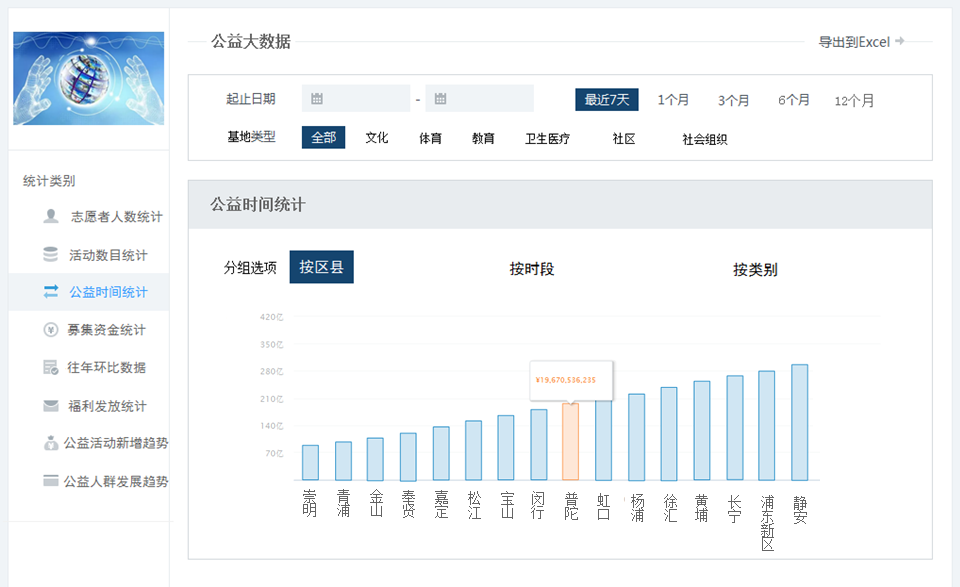 公益大数据
导出到Excel
起止日期 - 最近7天 1个月 3个月 6个月 12个月
基地类型 全部 文化 体育 教育 卫生医疗 社区 社会组织
统计类别
志愿者人数统计
活动数目统计
公益时间统计
募集资金统计
往年环比数据
福利发放统计
公益活动新增趋势
公益人群发展趋势
公益时间统计
分组选项 按区县 按时段 按类别
420亿
350亿
280亿
210亿
140亿
70亿
¥19,670,536,235
崇明
青浦
金山
奉贤
嘉定
松江
宝山
闵行
普陀
虹口
杨浦
徐汇
黄埔
长宁
浦东新区
静安